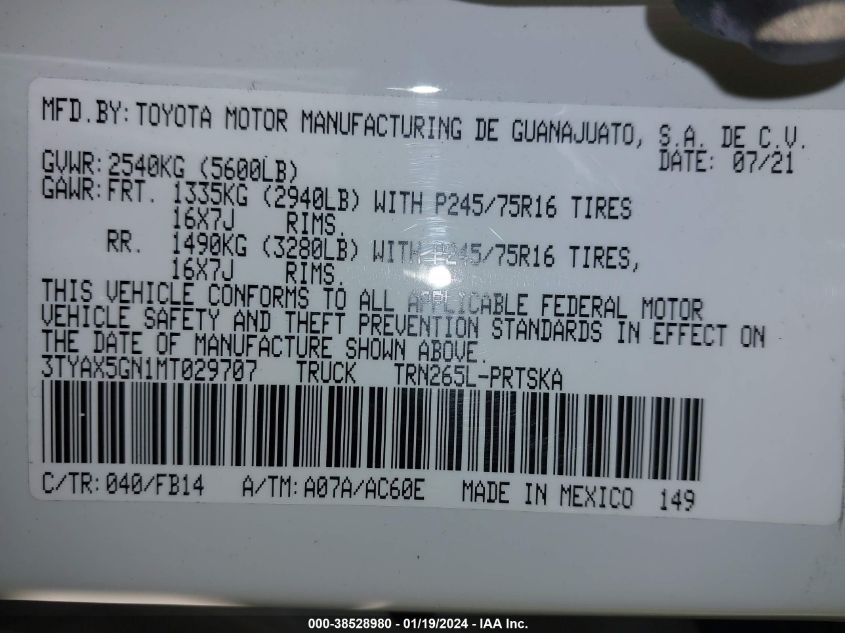 MFD.BY: TOYOTA MOTOR MANUFACTURING DE GUANAJUATO, S.A. DE C.V.
GVWR: 2540KG (5600LB) DATE: 07/21
GAWR: FRT. 1335KG (2940LB) WITH P245/75R16 TIRES
16X7J RIMS,
RR. 1490KG (3280LB) WITH P245/75R16 TIRES,
16X7J RIMS,
THIS VEHICLE CONFORMS TO ALL APPLICABLE FEDERAL MOTOR
VEHICLE SAFETY AND THEFT PREVENTION STANDARDS IN EFFECT ON
THE DATE OF MANUFACTURE SHOWN ABOVE.
3TYAX5GN1MT029707 TRUCK TRN265L-PRTSKA
C/TR: 040/FB14 A/TM: A07A/AC60E MADE IN MEXICO 149
000-38528980 - 01/19/2024 - IAA Inc.